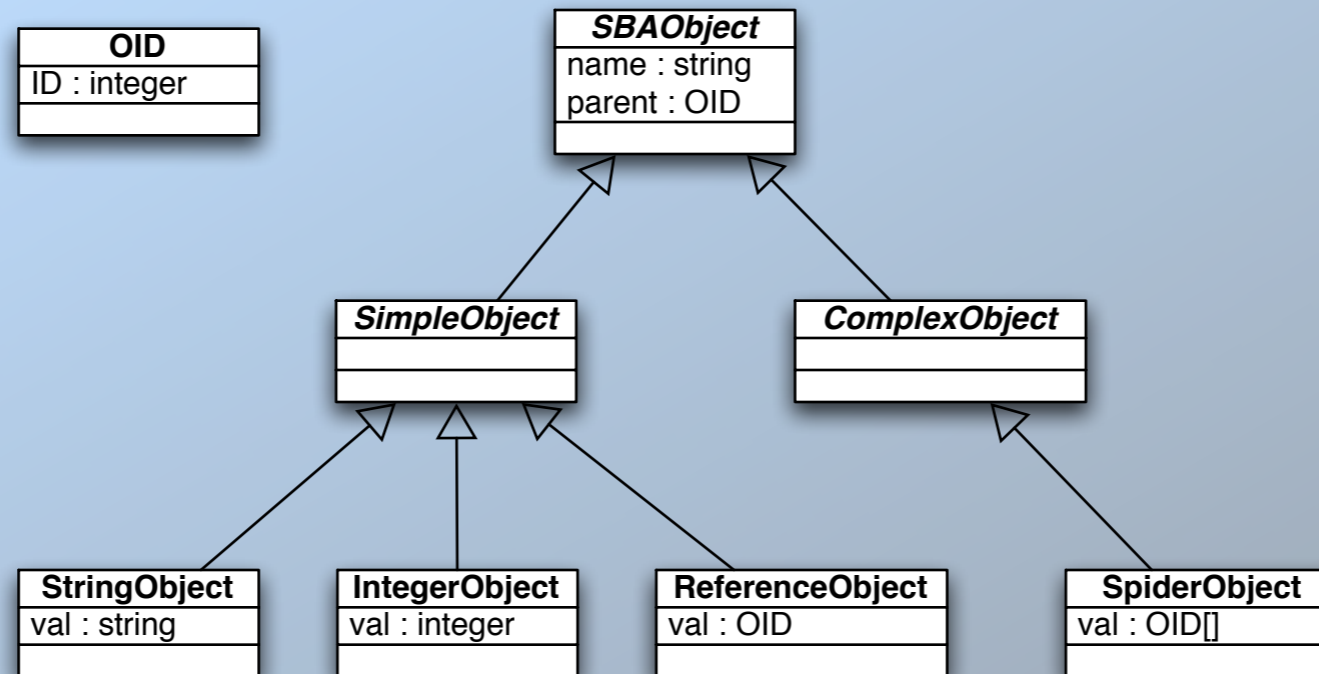 OID
ID : integer
SBAObject
name : string
parent : OID
SimpleObject
ComplexObject
StringObject
val : string
IntegerObject
val : integer
ReferenceObject
val : OID
SpiderObject
val : OID[]